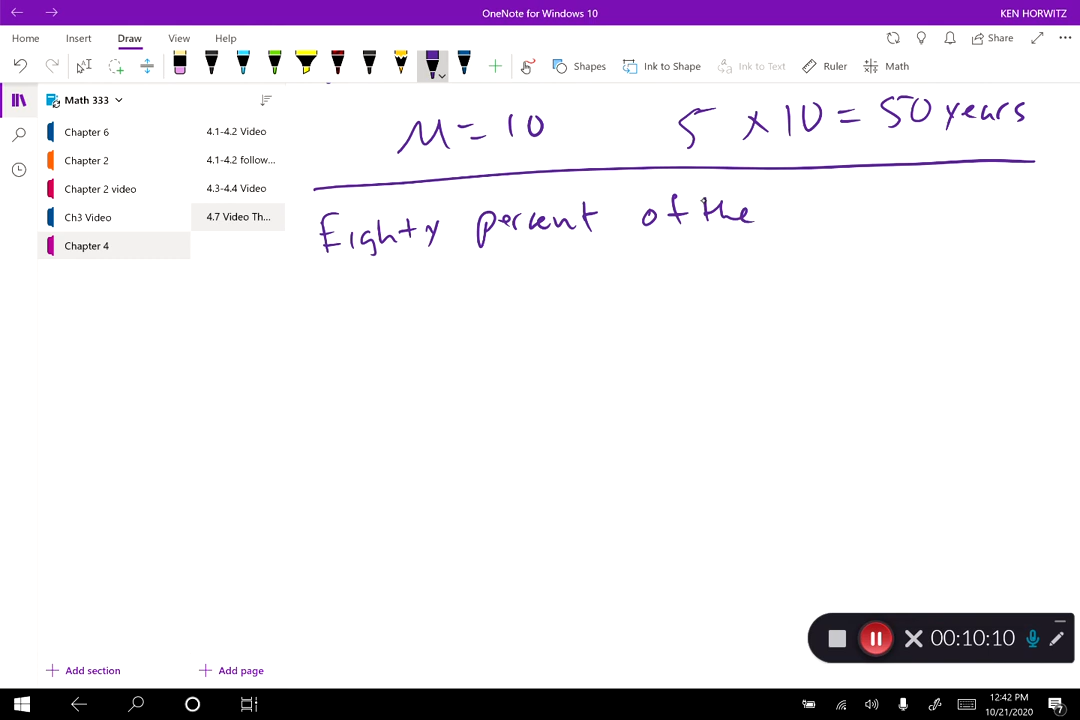 OneNote for Windows 10
KEN HORWITZ
Home Insert Draw View Help
Share
Shapes Ink to Shape Ink to Text Ruler Math
Math 333
Chapter 6
Chapter 2
Chapter 2 video
Ch3 Video
Chapter 4
4.1-4.2 Video
4.1-4.2 follow...
4.3-4.4 Video
4.7 Video Th...
M = 10 5 x 10 = 50 years
Eighty percent of the
00:10:10
Add section Add page
12:42 PM
10/21/2020
7